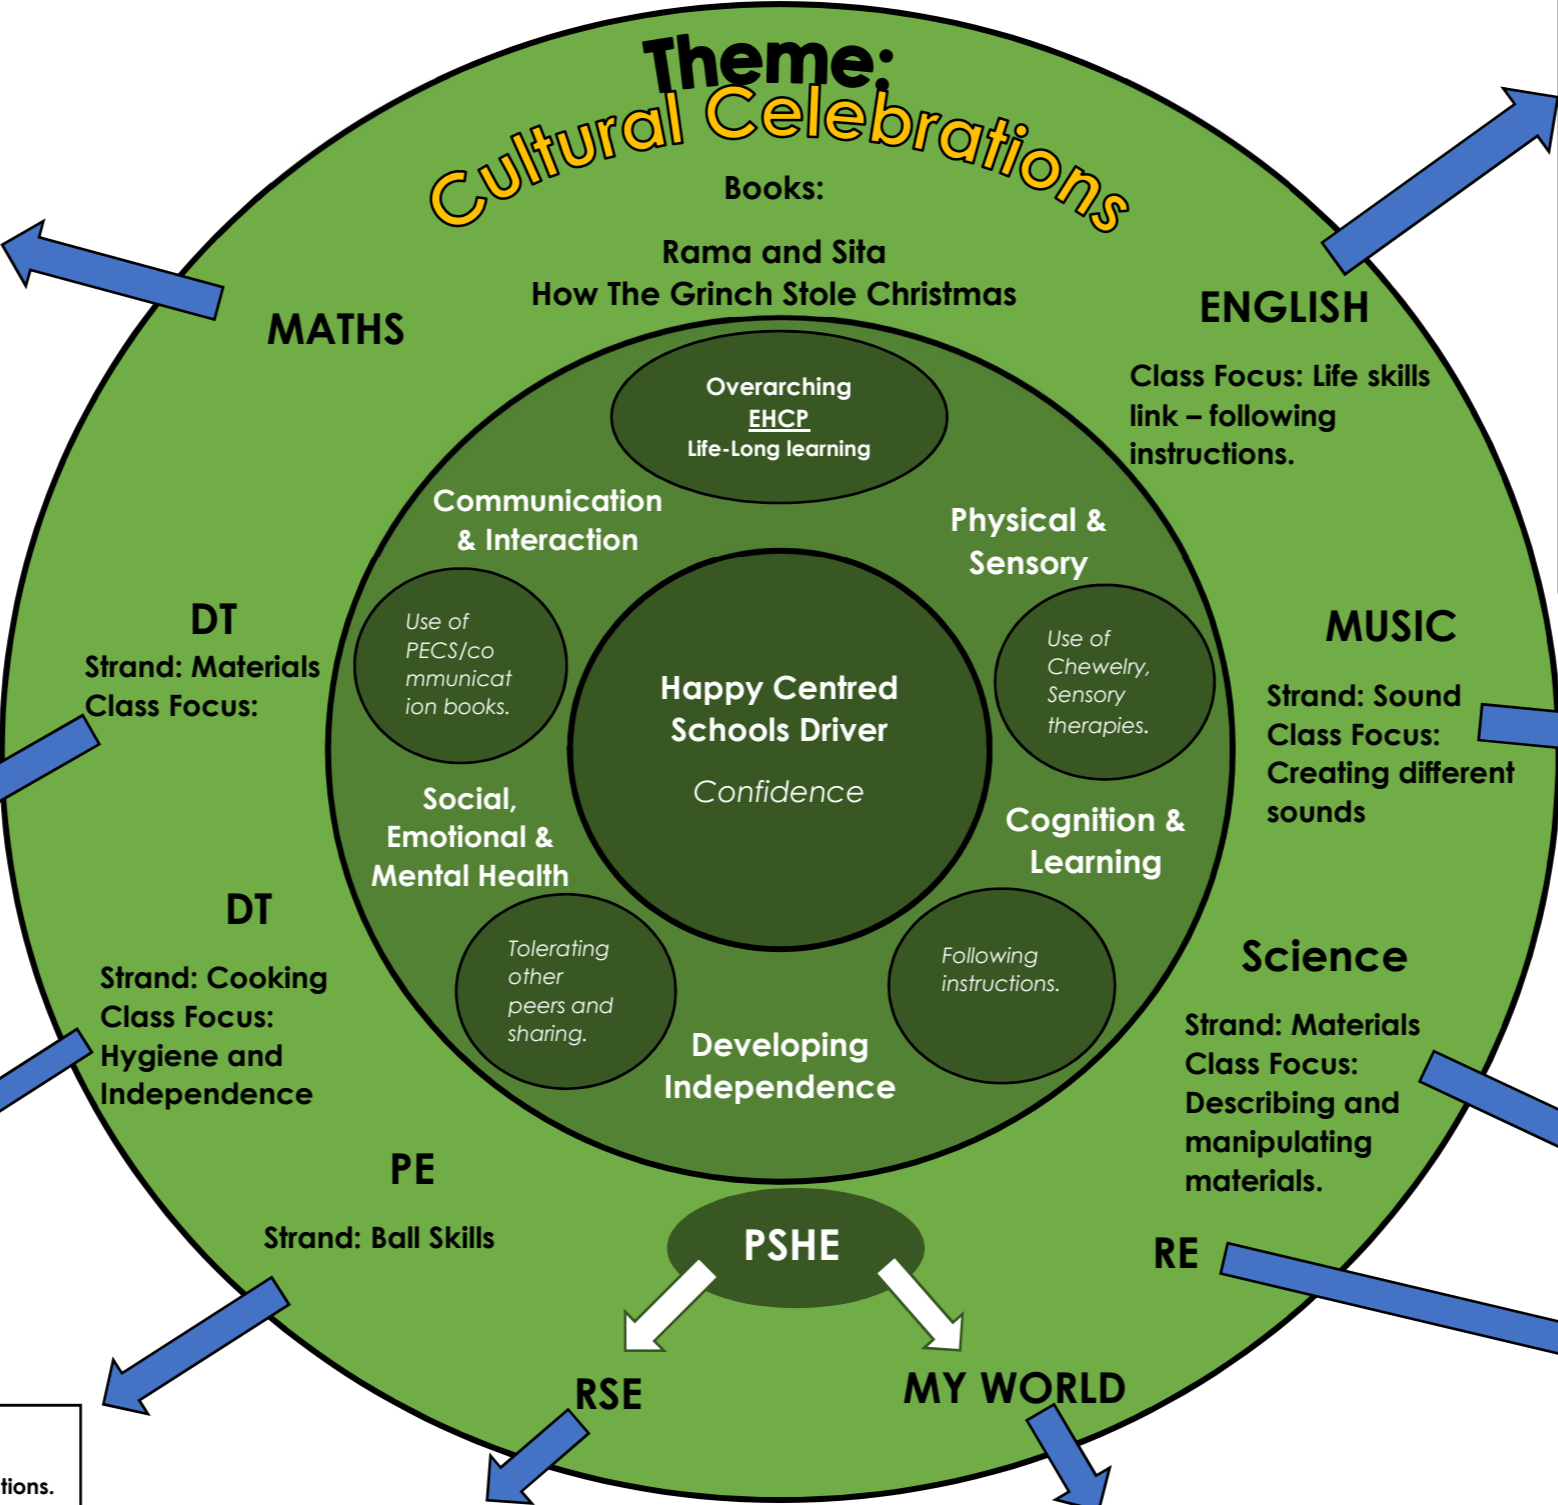 Theme:
Cultural Celebrations
Books:
Rama and Sita
How The Grinch Stole Christmas
MATHS
ENGLISH
Class Focus: Life skills
link – following
instructions.
Overarching
EHCP
Life-Long learning
Communication
& Interaction
Physical &
Sensory
DT
Strand: Materials
Class Focus:
Use of
PECS/co
mmunicat
ion books.
Use of
Chewelry,
Sensory
therapies.
MUSIC
Strand: Sound
Class Focus:
Creating different
sounds
Happy Centred
Schools Driver
Confidence
Social,
Emotional &
Mental Health
Cognition &
Learning
DT
Strand: Cooking
Class Focus:
Hygiene and
Independence
Tolerating
other
peers and
sharing.
Following
instructions.
Science
Strand: Materials
Class Focus:
Describing and
manipulating
materials.
Developing
Independence
PE
Strand: Ball Skills
PSHE
RE
RSE
MY WORLD
tions.